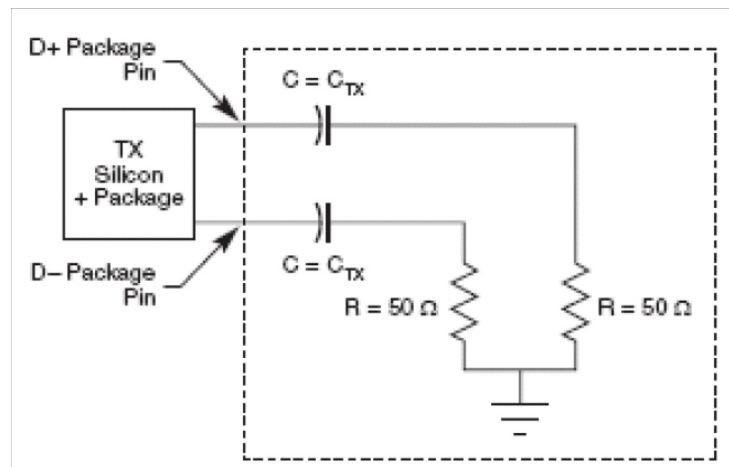 D+ Package
Pin
C = CTX
TX
Silicon
+ Package
D– Package
Pin
C = CTX
R = 50 Ω
R = 50 Ω